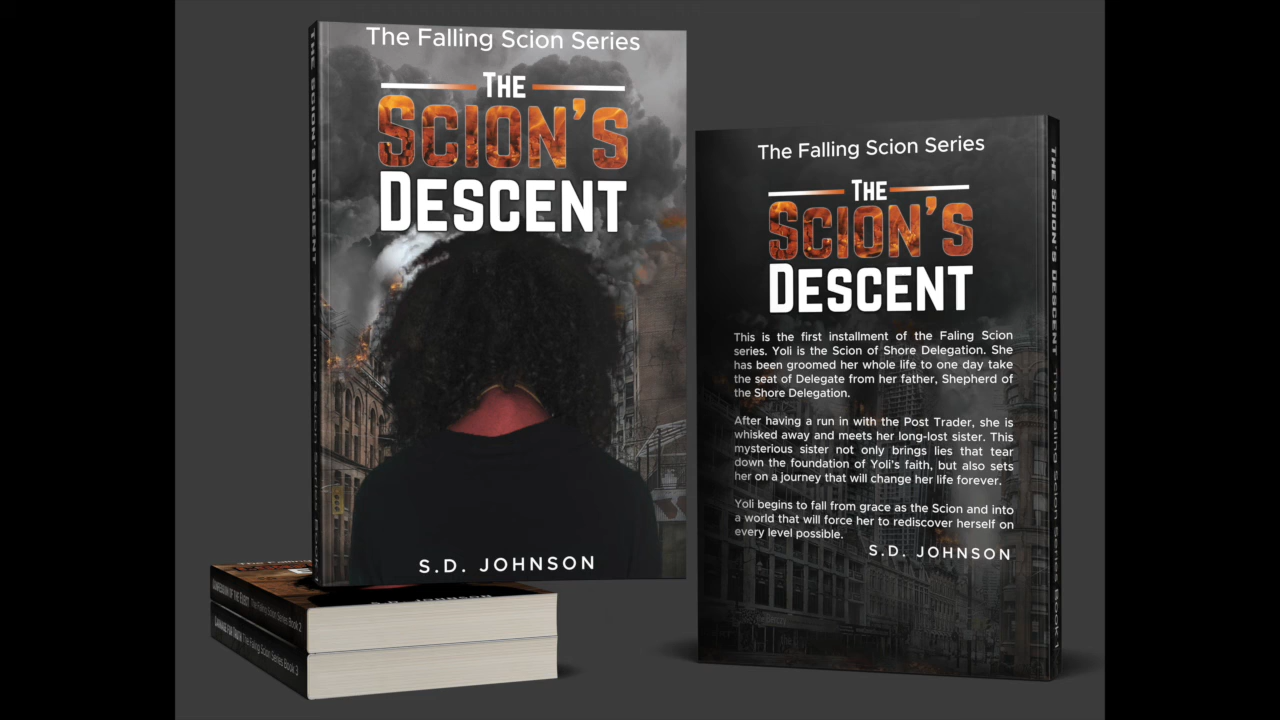 The Falling Scion Series
THE
SCION'S
DESCENT
S.D. JOHNSON
THE SCION'S DESCENT The Falling Scion Series Book
The Falling Scion Series
THE
SCION'S
DESCENT
This is the first installment of the Faling Scion
series. Yoli is the Scion of Shore Delegation. She
has been groomed her whole life to one day take
the seat of Delegate from her father, Shepherd of
the Shore Delegation.
After having a run in with the Post Trader, she is
whisked away and meets her long-lost sister. This
mysterious sister not only brings lies that tear
down the foundation of Yoli's faith, but also sets
her on a journey that will change her life forever.
Yoli begins to fall from grace as the Scion and into
a world that will force her to rediscover herself on
every level possible.
S.D. JOHNSON
THE SCION'S DESCENT The Falling Scion Series Book 1
CONFESSION OF THE ELECT The Falling Scion Series Book 2
The Falling Scion Series Book 3
S.D. Johnson